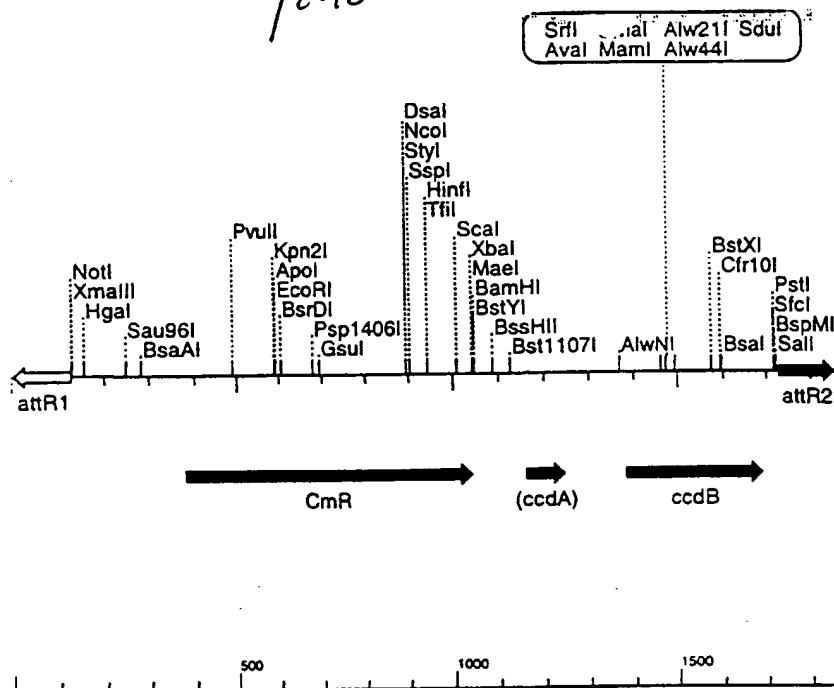 SrfI Alw21I SduI
AvaI MamI Alw44I
DsaI
NcoI
StyI
SspI
HinfI
TfiI
PvuII
ScaI
XbaI
MaeI
BamHI
BstYI
BssHII
Bst1107I
Kpn2I
ApoI
EcoRI
BsrDI
Psp1406I
GsuI
NotI
XmaIII
HgaI
Sau96I
BsaAI
AlwNI
BstXI
Cfr10I
BsaI
PstI
SfcI
BspMI
SalI
attR1
attR2
CmR
(ccdA)
ccdB
500
1000
1500